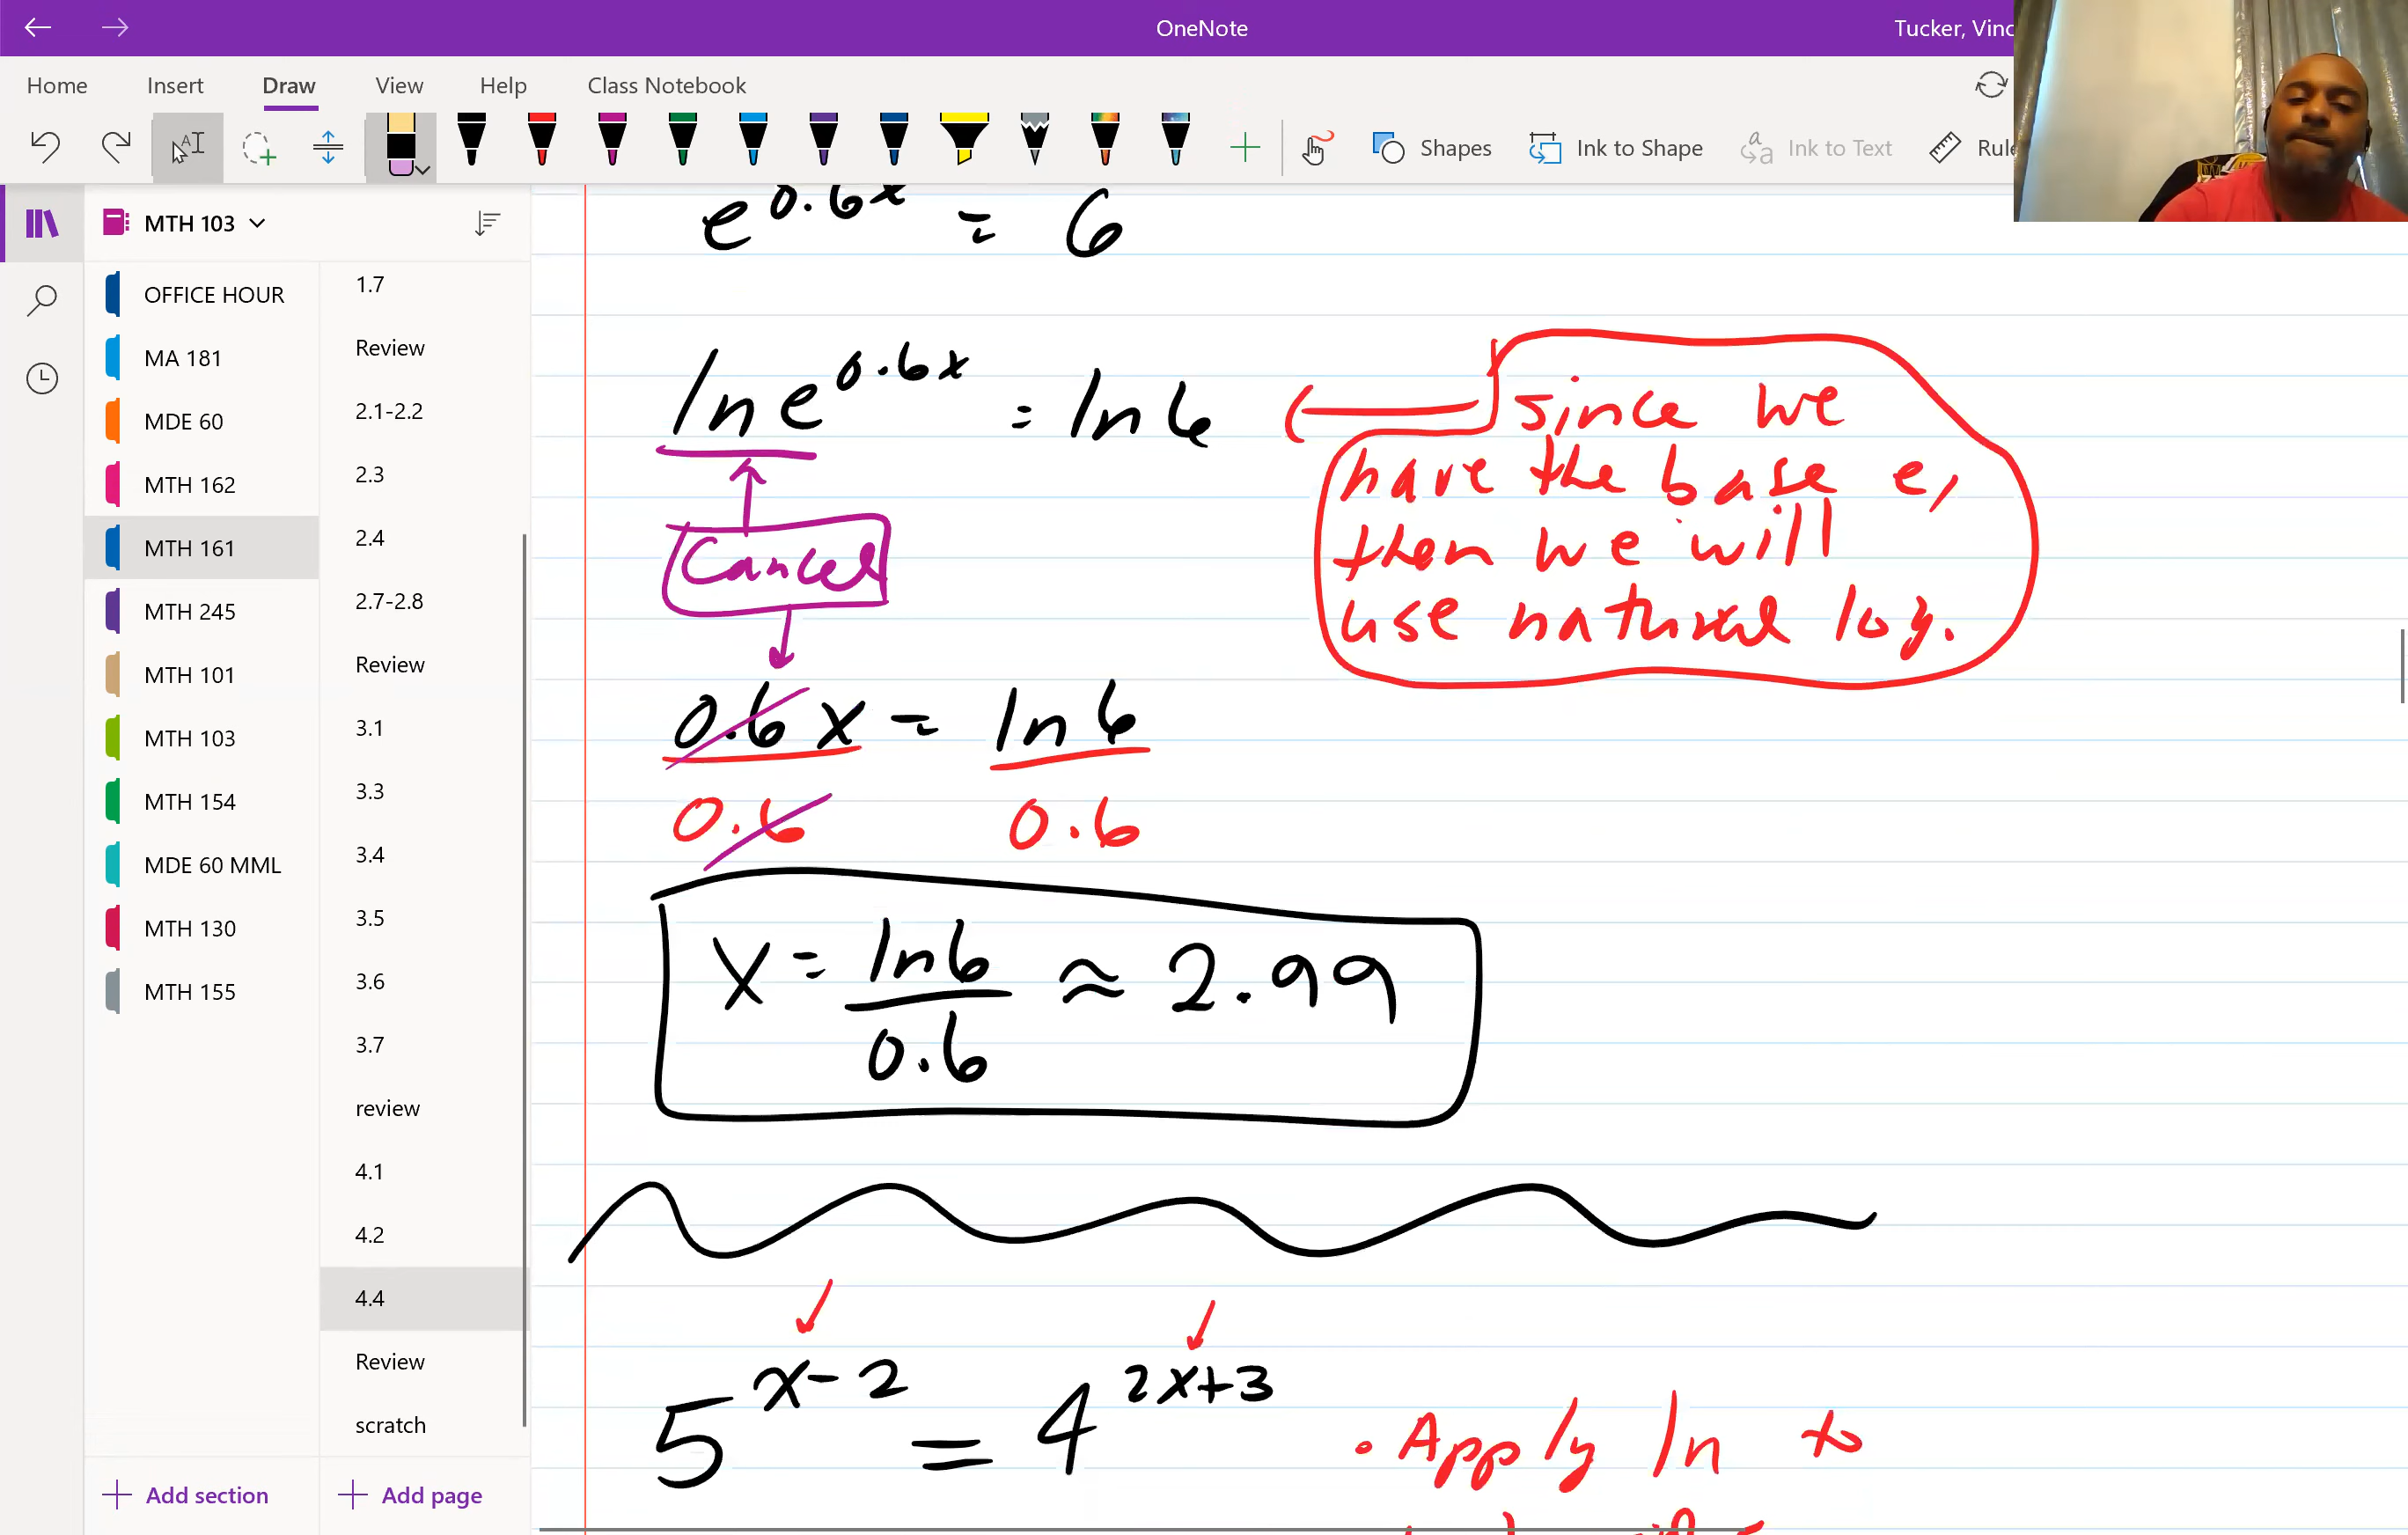 OneNote
Tucker, Vinc
Home Insert Draw View Help Class Notebook
Shapes Ink to Shape Ink to Text Rule
MTH 103
OFFICE HOUR
MA 181
MDE 60
MTH 162
MTH 161
MTH 245
MTH 101
MTH 103
MTH 154
MDE 60 MML
MTH 130
MTH 155
Add section
1.7
Review
2.1-2.2
2.3
2.4
2.7-2.8
Review
3.1
3.3
3.4
3.5
3.6
3.7
review
4.1
4.2
4.4
Review
scratch
Add page
e^0.6x = 6
ln e^0.6x = ln 6
since we
have the base e,
then we will
use natural log.
Cancel
0.6x = ln 6
0.6 0.6
x = ln 6 / 0.6 ≈ 2.99
5^x-2 = 4^2x+3
• Apply ln to